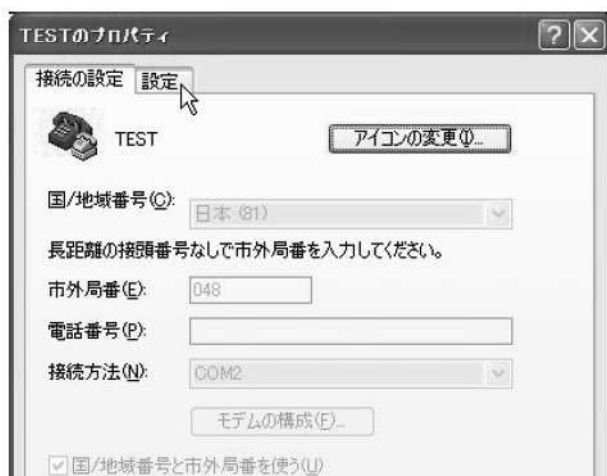 TESTのプロパティ
接続の設定 設定
TEST アイコンの変更(I)...
国/地域番号(C): 日本 (81)
長距離の接頭番号なしで市外局番を入力してください。
市外局番(E): 048
電話番号(P):
接続方法(N): COM2
モデムの構成(F)...
国/地域番号と市外局番を使う(U)